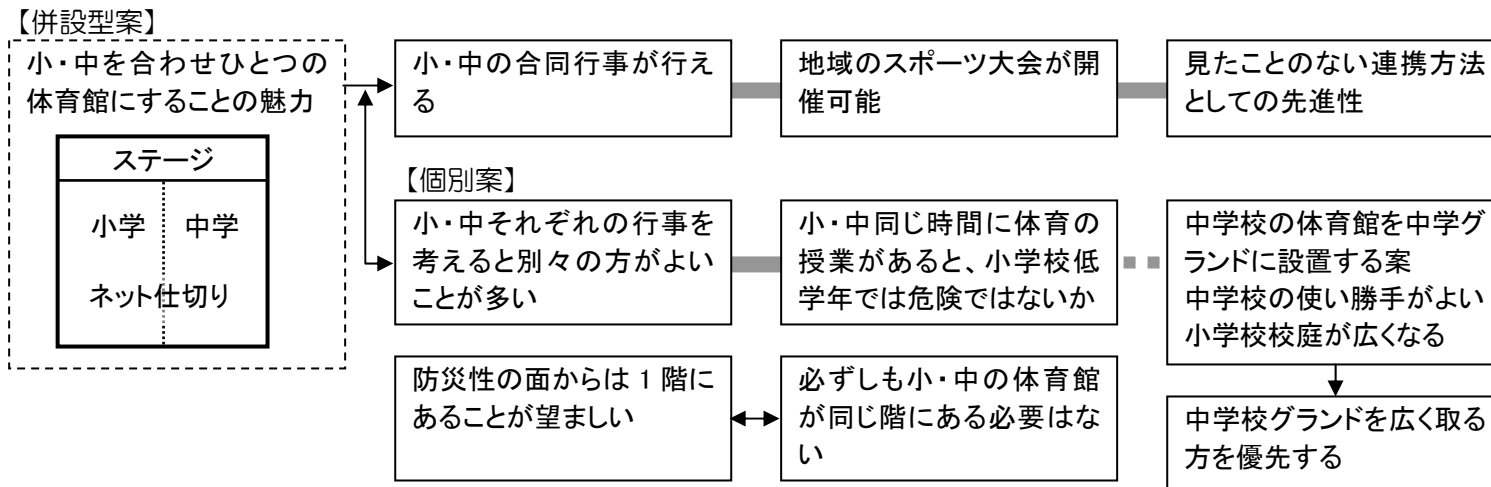 【併設型案】
小・中を合わせひとつの
体育館にすることの魅力
ステージ
小学
中学
ネット仕切り
小・中の合同行事が行え
る
地域のスポーツ大会が開
催可能
見たことのない連携方法
としての先進性
【個別案】
小・中それぞれの行事を
考えると別々の方がよい
ことが多い
小・中同じ時間に体育の
授業があると、小学校低
学年では危険ではないか
中学校の体育館を中学グ
ランドに設置する案
中学校の使い勝手がよい
小学校校庭が広くなる
防災性の面からは 1 階に
あることが望ましい
必ずしも小・中の体育館
が同じ階にある必要はな
い
中学校グランドを広く取る
方を優先する